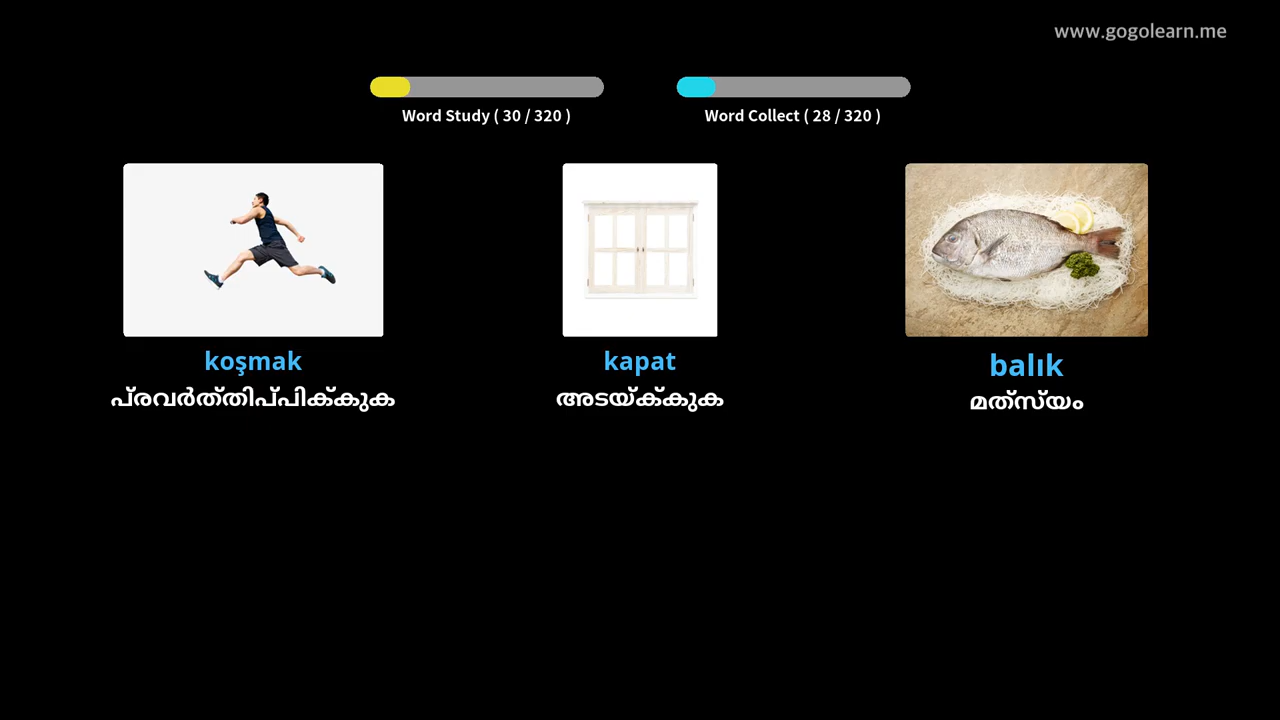 www.gogolearn.me
Word Study ( 30 / 320 )
Word Collect ( 28 / 320 )
koşmak
പ്രവർത്തിപ്പിക്കുക
kapat
അടയ്ക്കുക
balık
മത്സ്യം